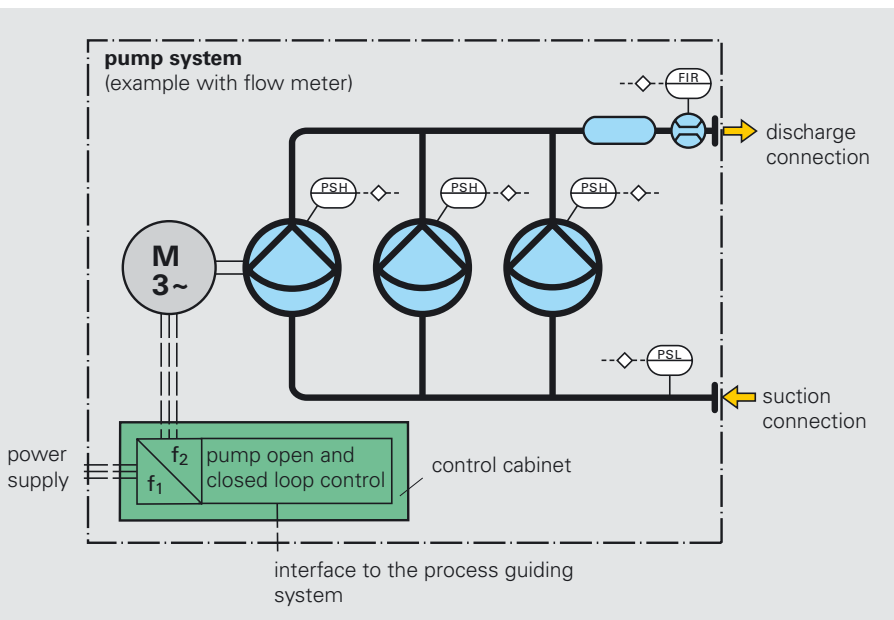 pump system
(example with flow meter)
FIR
discharge
connection
PSH
PSH
PSH
M
3~
PSL
suction
connection
power
supply
f1
f2
pump open and
closed loop control
control cabinet
interface to the process guiding
system